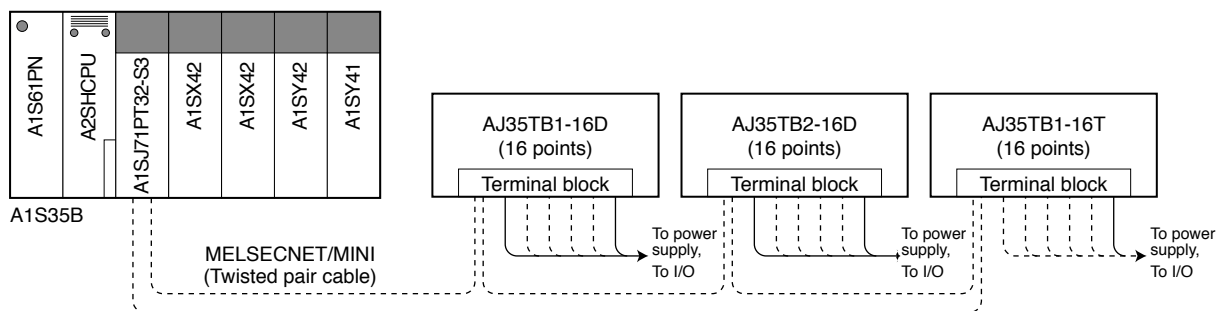 A1S61PN
A2SHCPU
A1SJ71PT32-S3
A1SX42
A1SX42
A1SY42
A1SY41
A1S35B
MELSECNET/MINI
(Twisted pair cable)
AJ35TB1-16D
(16 points)
Terminal block
To power
supply,
To I/O
AJ35TB2-16D
(16 points)
Terminal block
To power
supply,
To I/O
AJ35TB1-16T
(16 points)
Terminal block
To power
supply,
To I/O